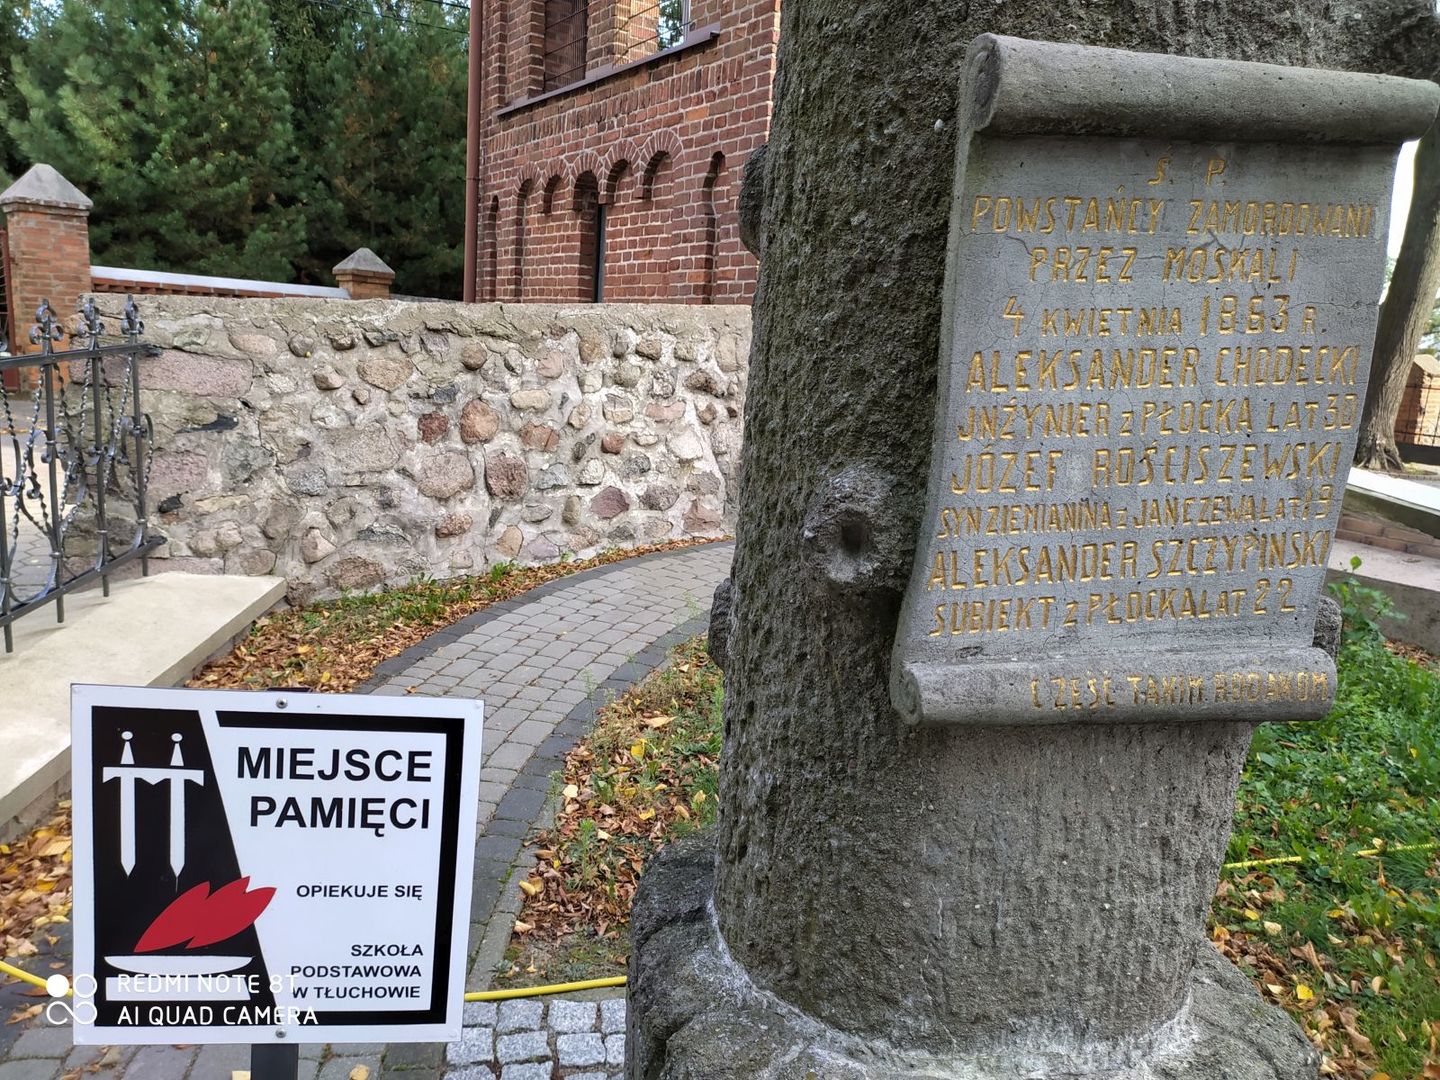 Ś. P.
POWSTAŃCY ZAMORDOWANI
PRZEZ MOSKALI
4 KWIETNIA 1863 R.
ALEKSANDER CHODECKI
JNŻYNIER z PŁOCKA LAT 30
JÓZEF ROŚCISZEWSKI
SYN ZIEMIANINA z JAŃCZEWA LAT 19
ALEKSANDER SZCZYPIŃSKI
SUBIEKT z PŁOCKA LAT 22
CZEŚĆ TAKIM RODAKOM
MIEJSCE
PAMIĘCI
OPIEKUJE SIĘ
SZKOŁA
PODSTAWOWA
W TŁUCHOWIE
REDMI NOTE 8T
AI QUAD CAMERA